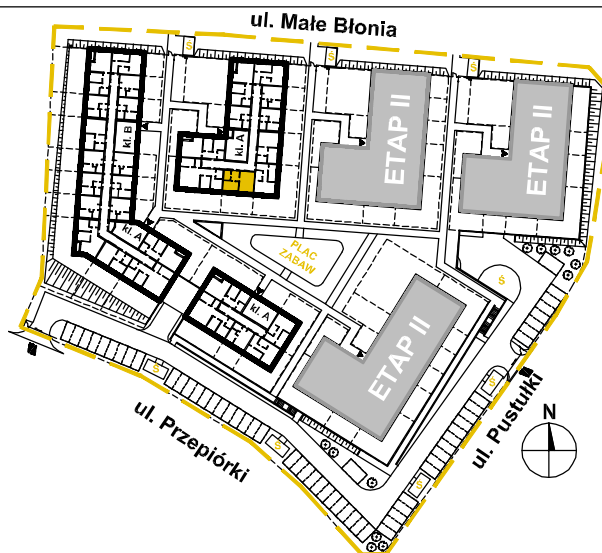 ul. Małe Błonia
Ś
Ś
Ś
kl. B
kl. A
ETAP II
ETAP II
kl. A
PLAC
ZABAW
Ś
kl. A
ETAP II
ul. Pustułki
N
Ś
Ś
ul. Przepiórki
Ś
Ś